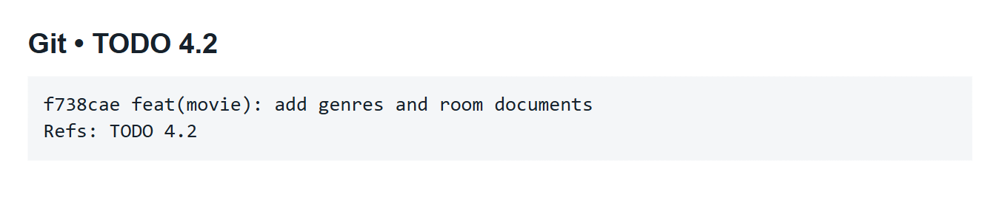 Git • TODO 4.2
f738cae feat(movie): add genres and room documents
Refs: TODO 4.2